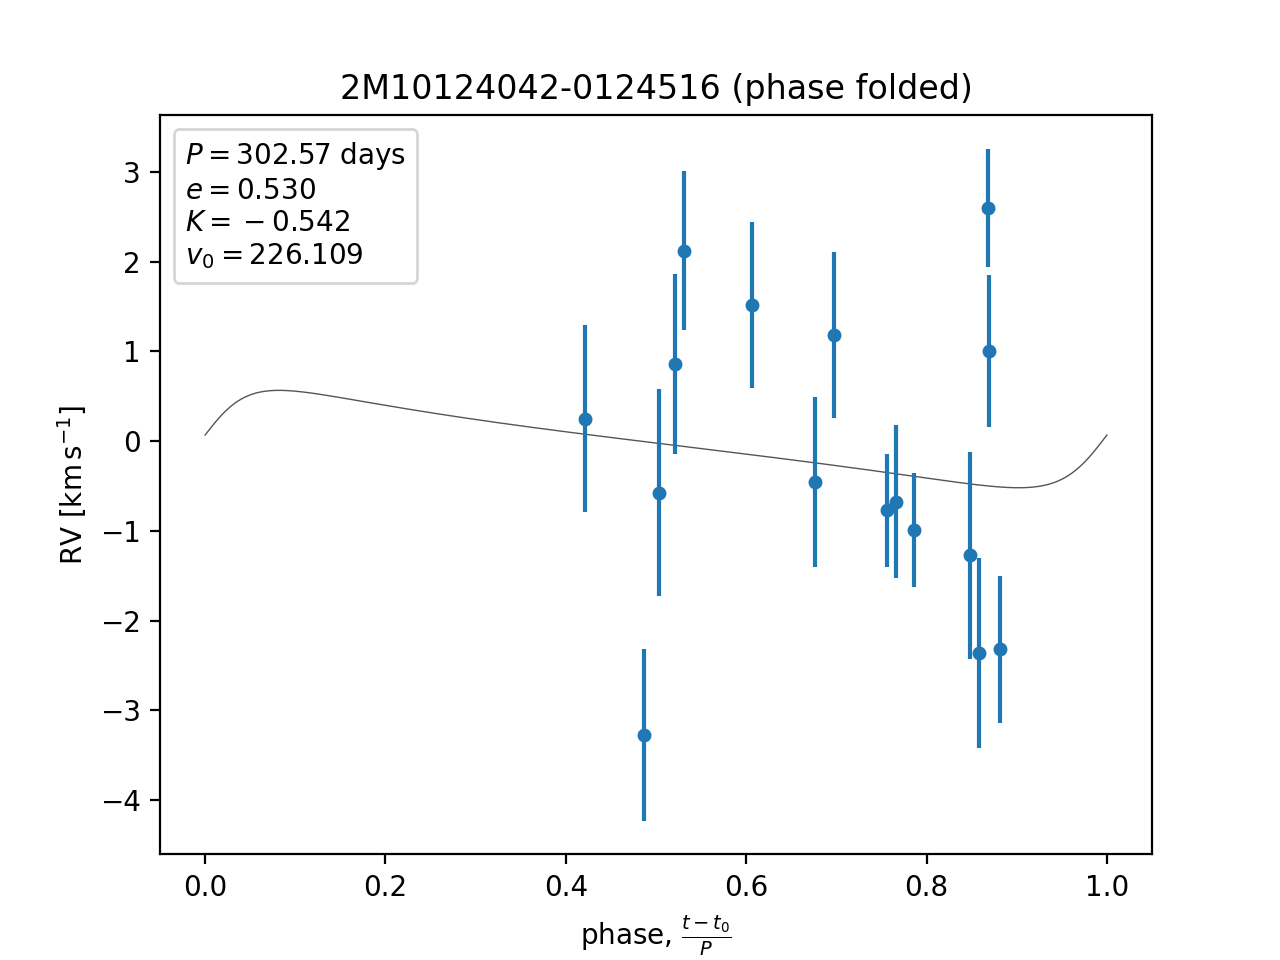 2M10124042-0124516 (phase folded)
P = 302.57 days
e = 0.530
K = −0.542
v₀ = 226.109
RV [km s⁻¹]
3
2
1
0
−1
−2
−3
−4
0.0 0.2 0.4 0.6 0.8 1.0
phase, (t − t₀)/P